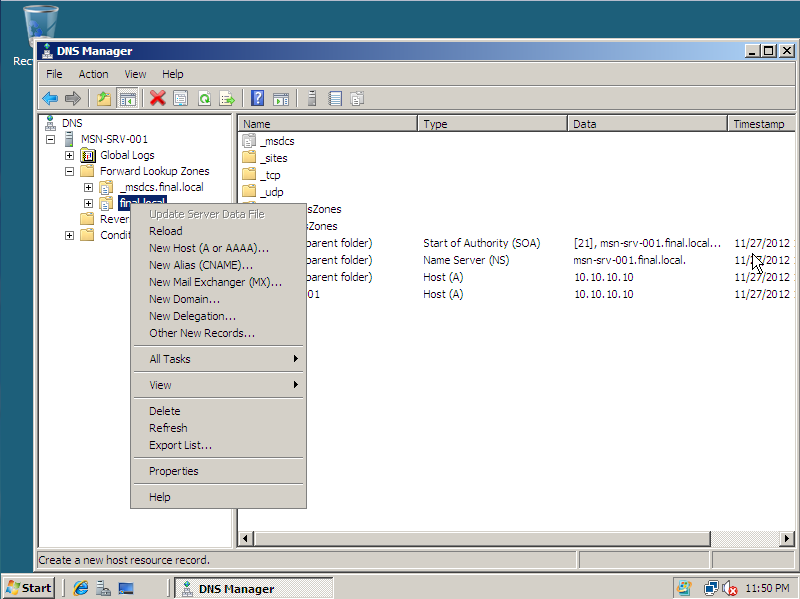 Rec
DNS Manager
File Action View Help
DNS
MSN-SRV-001
Global Logs
Forward Lookup Zones
_msdcs.final.local
final.local
Rever
Condit
Name Type Data Timestamp
_msdcs
_sites
_tcp
_udp
sZones
sZones
parent folder) Start of Authority (SOA) [21], msn-srv-001.final.local... 11/27/2012
parent folder) Name Server (NS) msn-srv-001.final.local. 11/27/2012
parent folder) Host (A) 10.10.10.10 11/27/2012
01 Host (A) 10.10.10.10 11/27/2012
Update Server Data File
Reload
New Host (A or AAAA)...
New Alias (CNAME)...
New Mail Exchanger (MX)...
New Domain...
New Delegation...
Other New Records...
All Tasks
View
Delete
Refresh
Export List...
Properties
Help
Create a new host resource record.
Start DNS Manager 11:50 PM